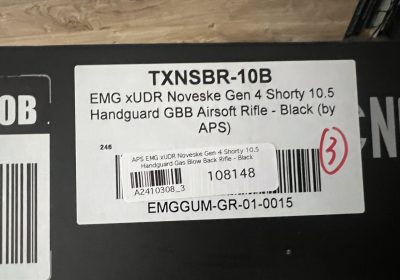 TXNSBR-10B
EMG xUDR Noveske Gen 4 Shorty 10.5
Handguard GBB Airsoft Rifle - Black (by
APS)
246
APS EMG xUDR Noveske Gen 4 Shorty 10.5
Handguard Gas Blow Back Rifle - Black
A2410308_3
108148
3
EMGGUM-GR-01-0015
0B